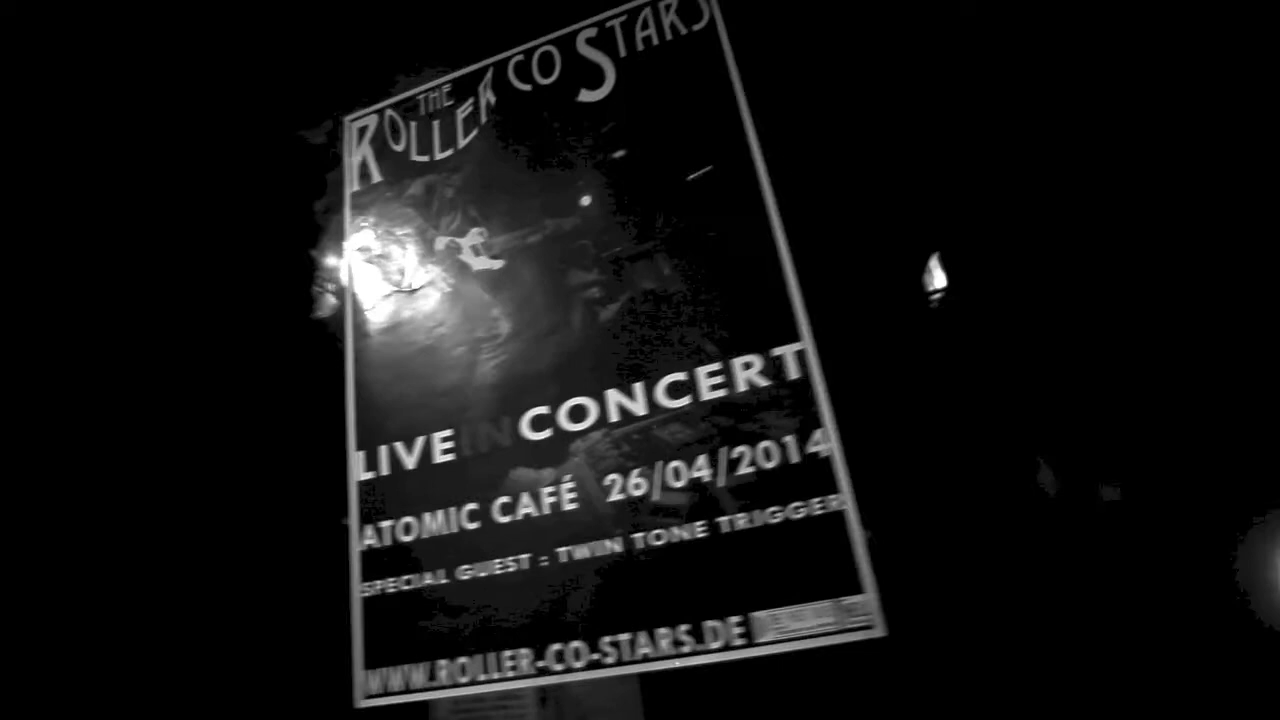 THE
ROLLER CO STARS
LIVE IN CONCERT
ATOMIC CAFÉ 26/04/2014
SPECIAL GUEST : TWIN TONE TRIGGER
WWW.ROLLER-CO-STARS.DE